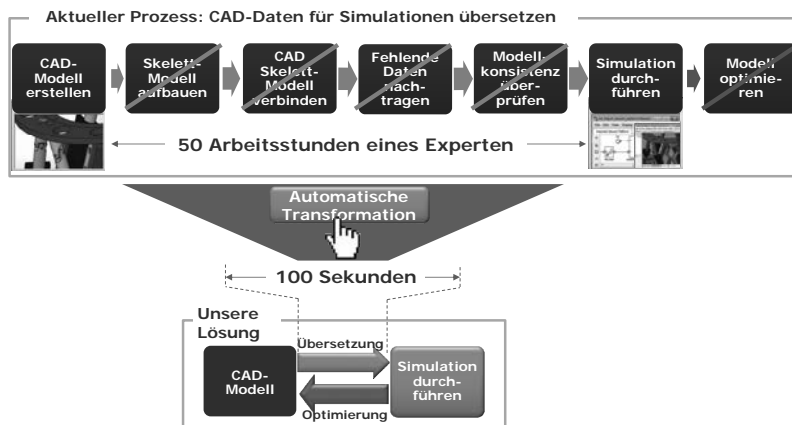 Aktueller Prozess: CAD-Daten für Simulationen übersetzen
CAD-
Modell
erstellen
Skelett-
Modell
aufbauen
CAD
Skelett-
Modell
verbinden
Fehlende
Daten
nach-
tragen
Modell-
konsistenz
über-
prüfen
Simulation
durch-
führen
Modell
optimie-
ren
50 Arbeitsstunden eines Experten
Automatische
Transformation
100 Sekunden
Unsere
Lösung
CAD-
Modell
Übersetzung
Optimierung
Simulation
durch-
führen